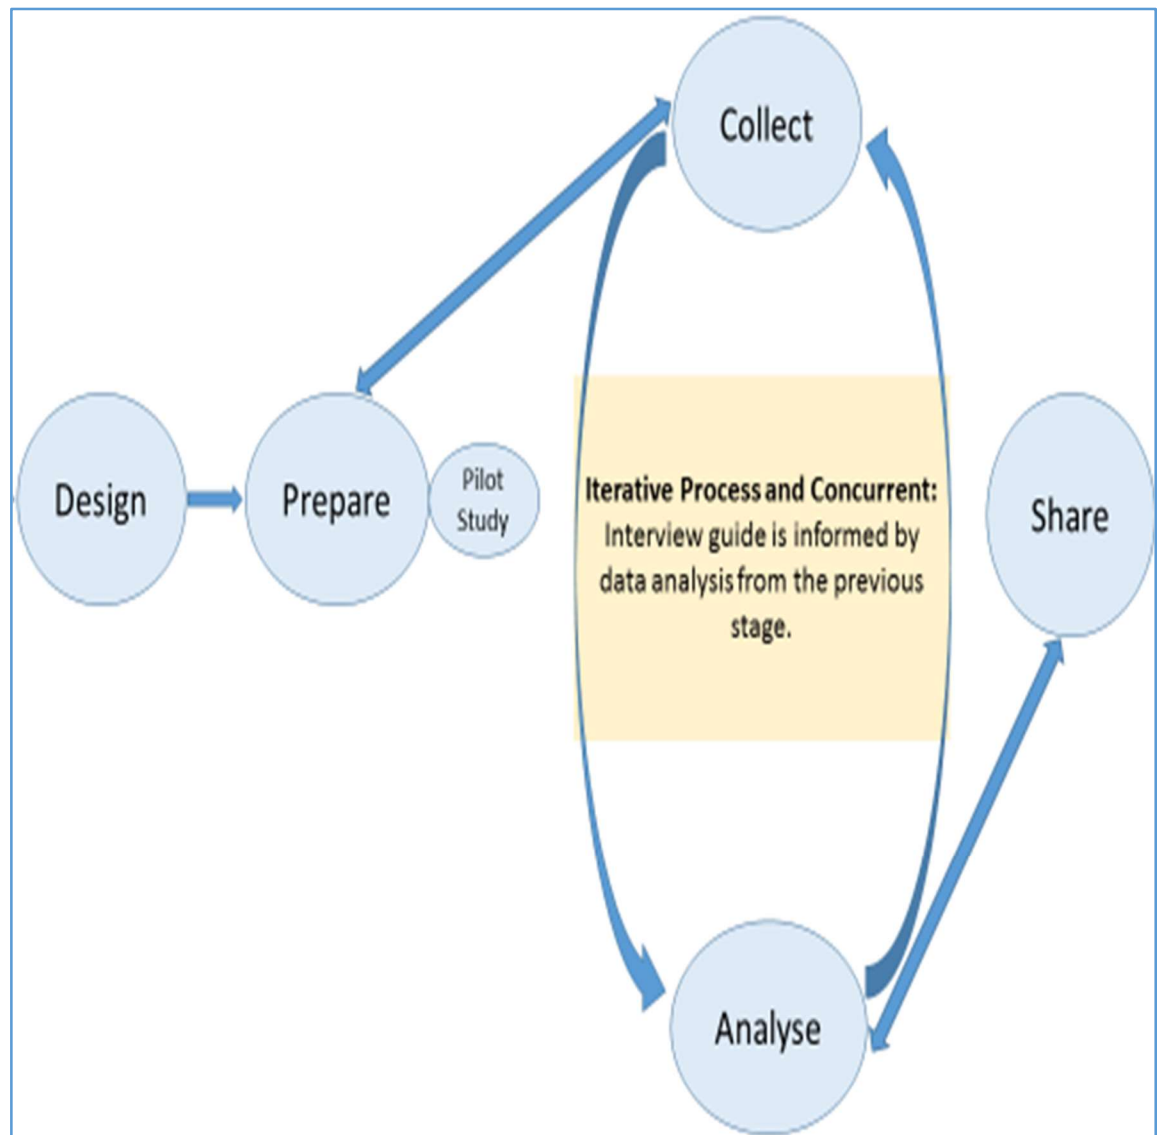 Collect
Design
Prepare
Pilot
Study
Iterative Process and Concurrent:
Interview guide is informed by
data analysis from the previous
stage.
Share
Analyse